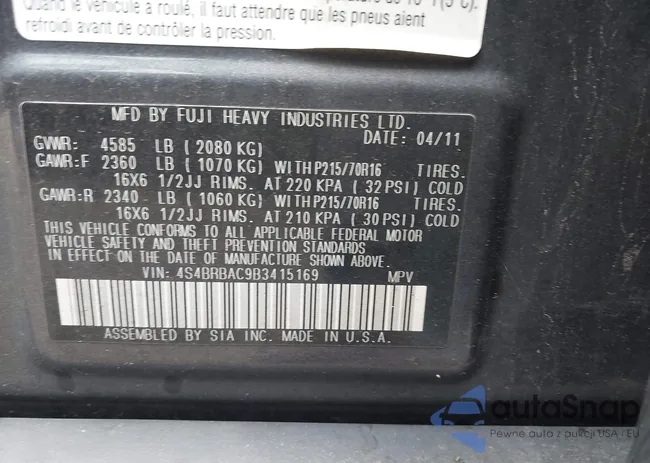 Quand le véhicule a roulé, il faut attendre que les pneus aient
refroidi avant de contrôler la pression.
MFD BY FUJI HEAVY INDUSTRIES LTD.
DATE: 04/11
GVWR: 4585 LB (2080 KG)
GAWR:F 2360 LB (1070 KG) WITH P215/70R16 TIRES.
16X6 1/2JJ RIMS. AT 220 KPA (32 PSI) COLD
GAWR:R 2340 LB (1060 KG) WITH P215/70R16 TIRES.
16X6 1/2JJ RIMS. AT 210 KPA (30 PSI) COLD
THIS VEHICLE CONFORMS TO ALL APPLICABLE FEDERAL MOTOR
VEHICLE SAFETY AND THEFT PREVENTION STANDARDS
IN EFFECT ON THE DATE OF MANUFACTURE SHOWN ABOVE.
VIN: 4S4BRBAC9B3415169 MPV
ASSEMBLED BY SIA INC. MADE IN U.S.A.
autoSnap
Pewne auto z aukcji USA i EU